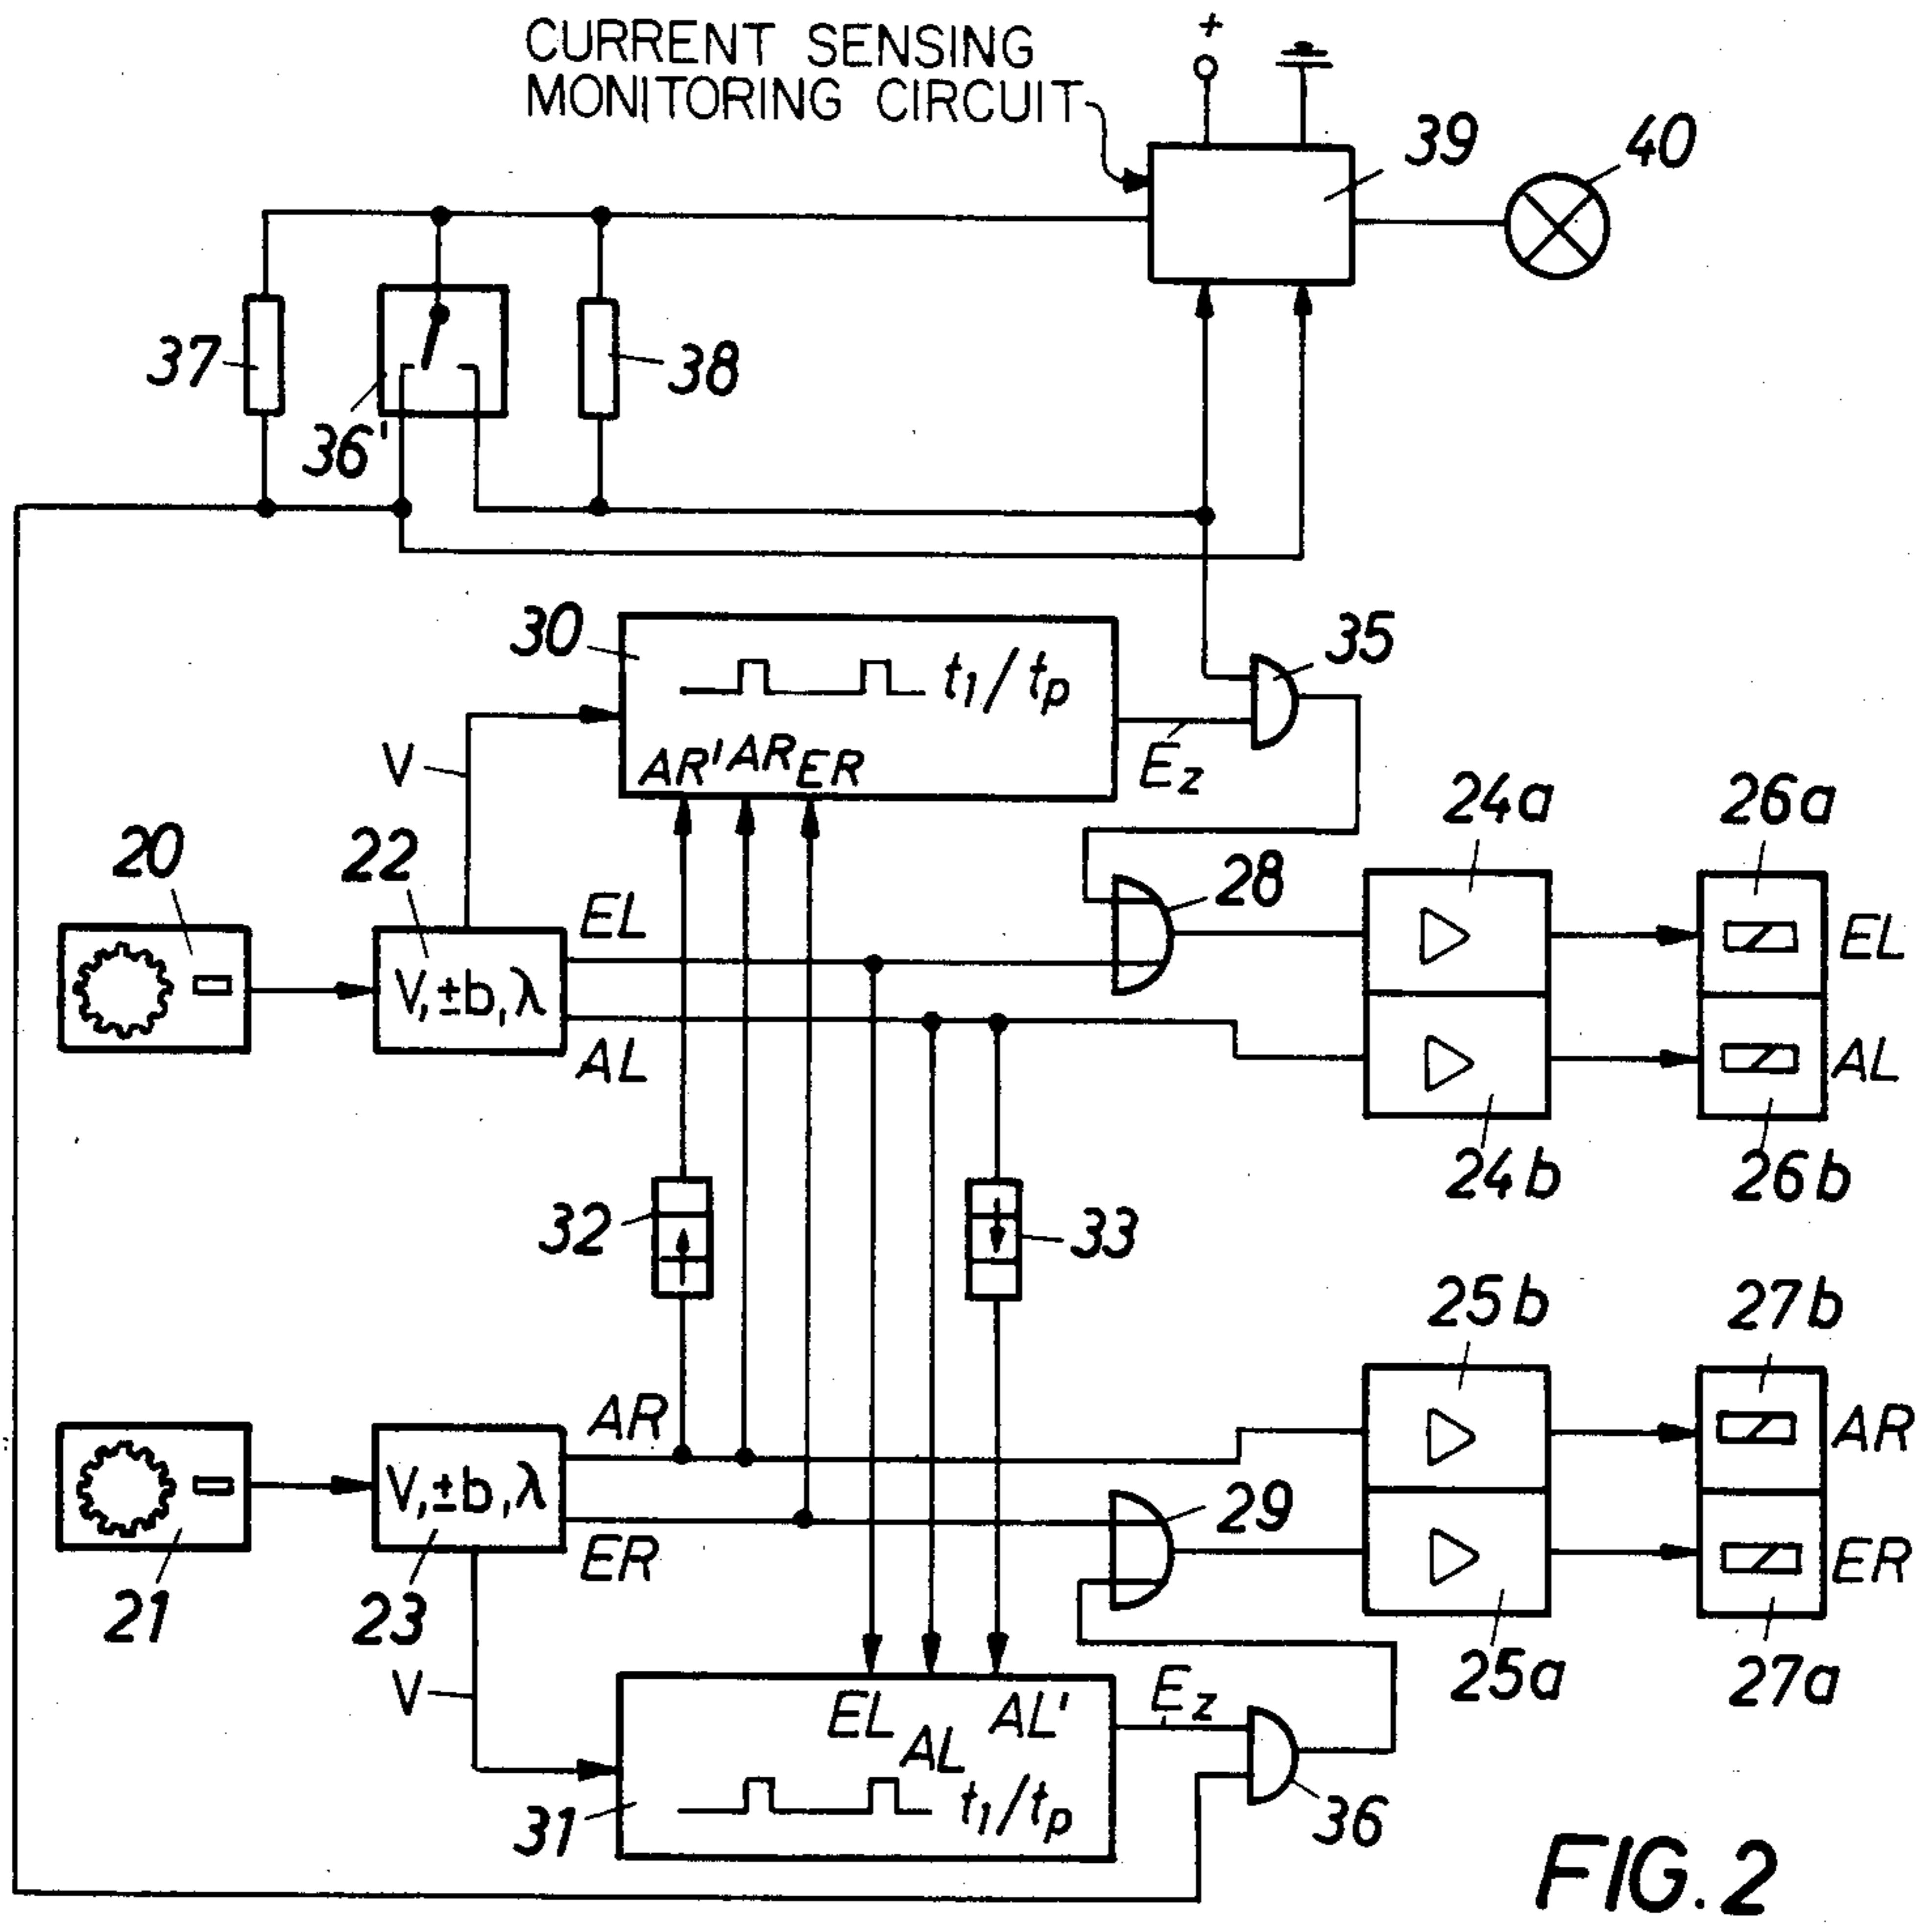 CURRENT SENSING
MONITORING CIRCUIT
+
39
40
37
36'
38
30
t1/tp
35
AR' AR ER
Ez
V
24a
26a
20
22
28
EL
EL
V,±b,λ
AL
AL
24b
26b
32
33
25b
27b
AR
AR
29
V,±b,λ
ER
ER
21
23
25a
27a
V
EL AL AL'
Ez
31
t1/tp
36
FIG.2